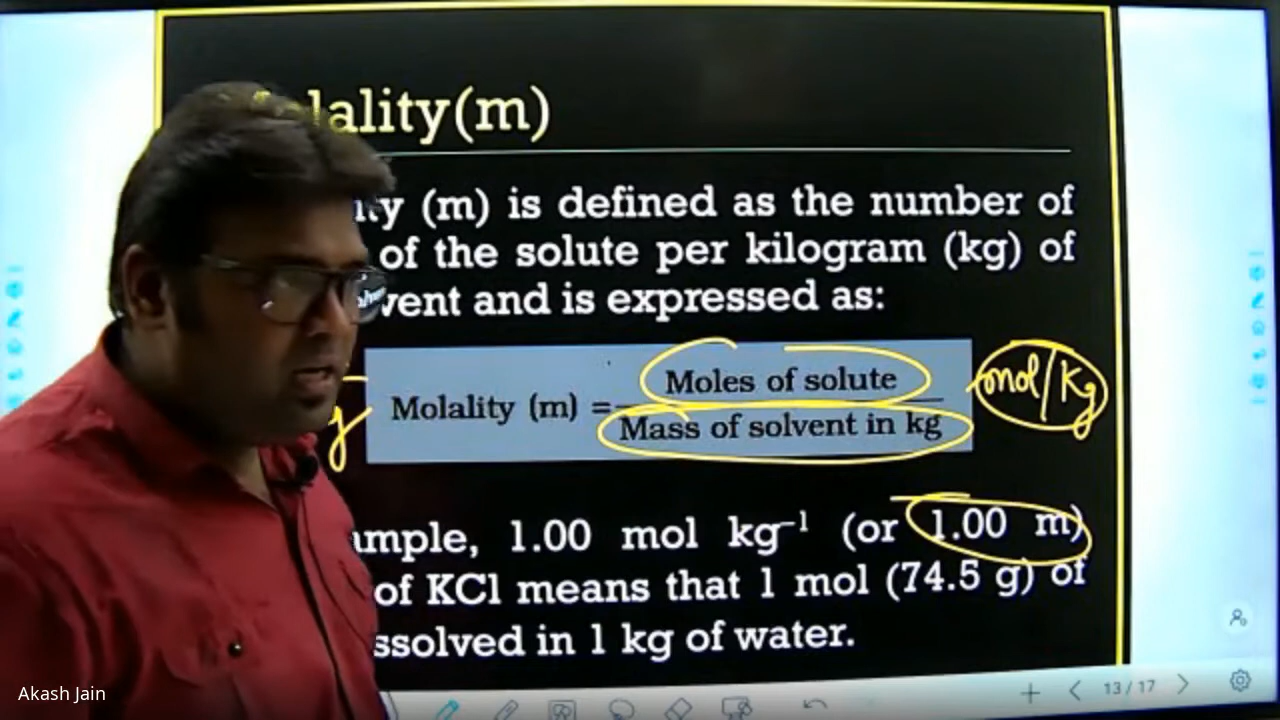 lality(m)
ity (m) is defined as the number of
of the solute per kilogram (kg) of
vent and is expressed as:
Molality (m) = Moles of solute
Mass of solvent in kg
mol/kg
ample, 1.00 mol kg⁻¹ (or 1.00 m)
of KCl means that 1 mol (74.5 g) of
ssolved in 1 kg of water.
Akash Jain
13/17